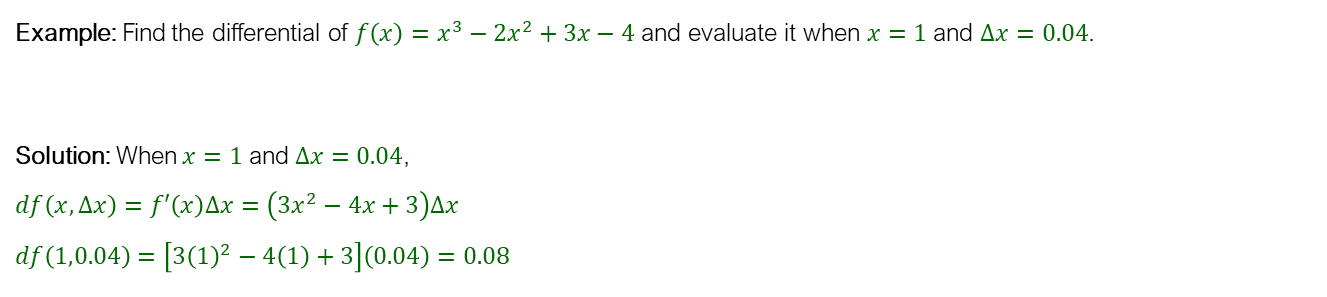 Example: Find the differential of f(x) = x³ − 2x² + 3x − 4 and evaluate it when x = 1 and Δx = 0.04.
Solution: When x = 1 and Δx = 0.04,
df(x, Δx) = f'(x)Δx = (3x² − 4x + 3)Δx
df(1,0.04) = [3(1)² − 4(1) + 3](0.04) = 0.08